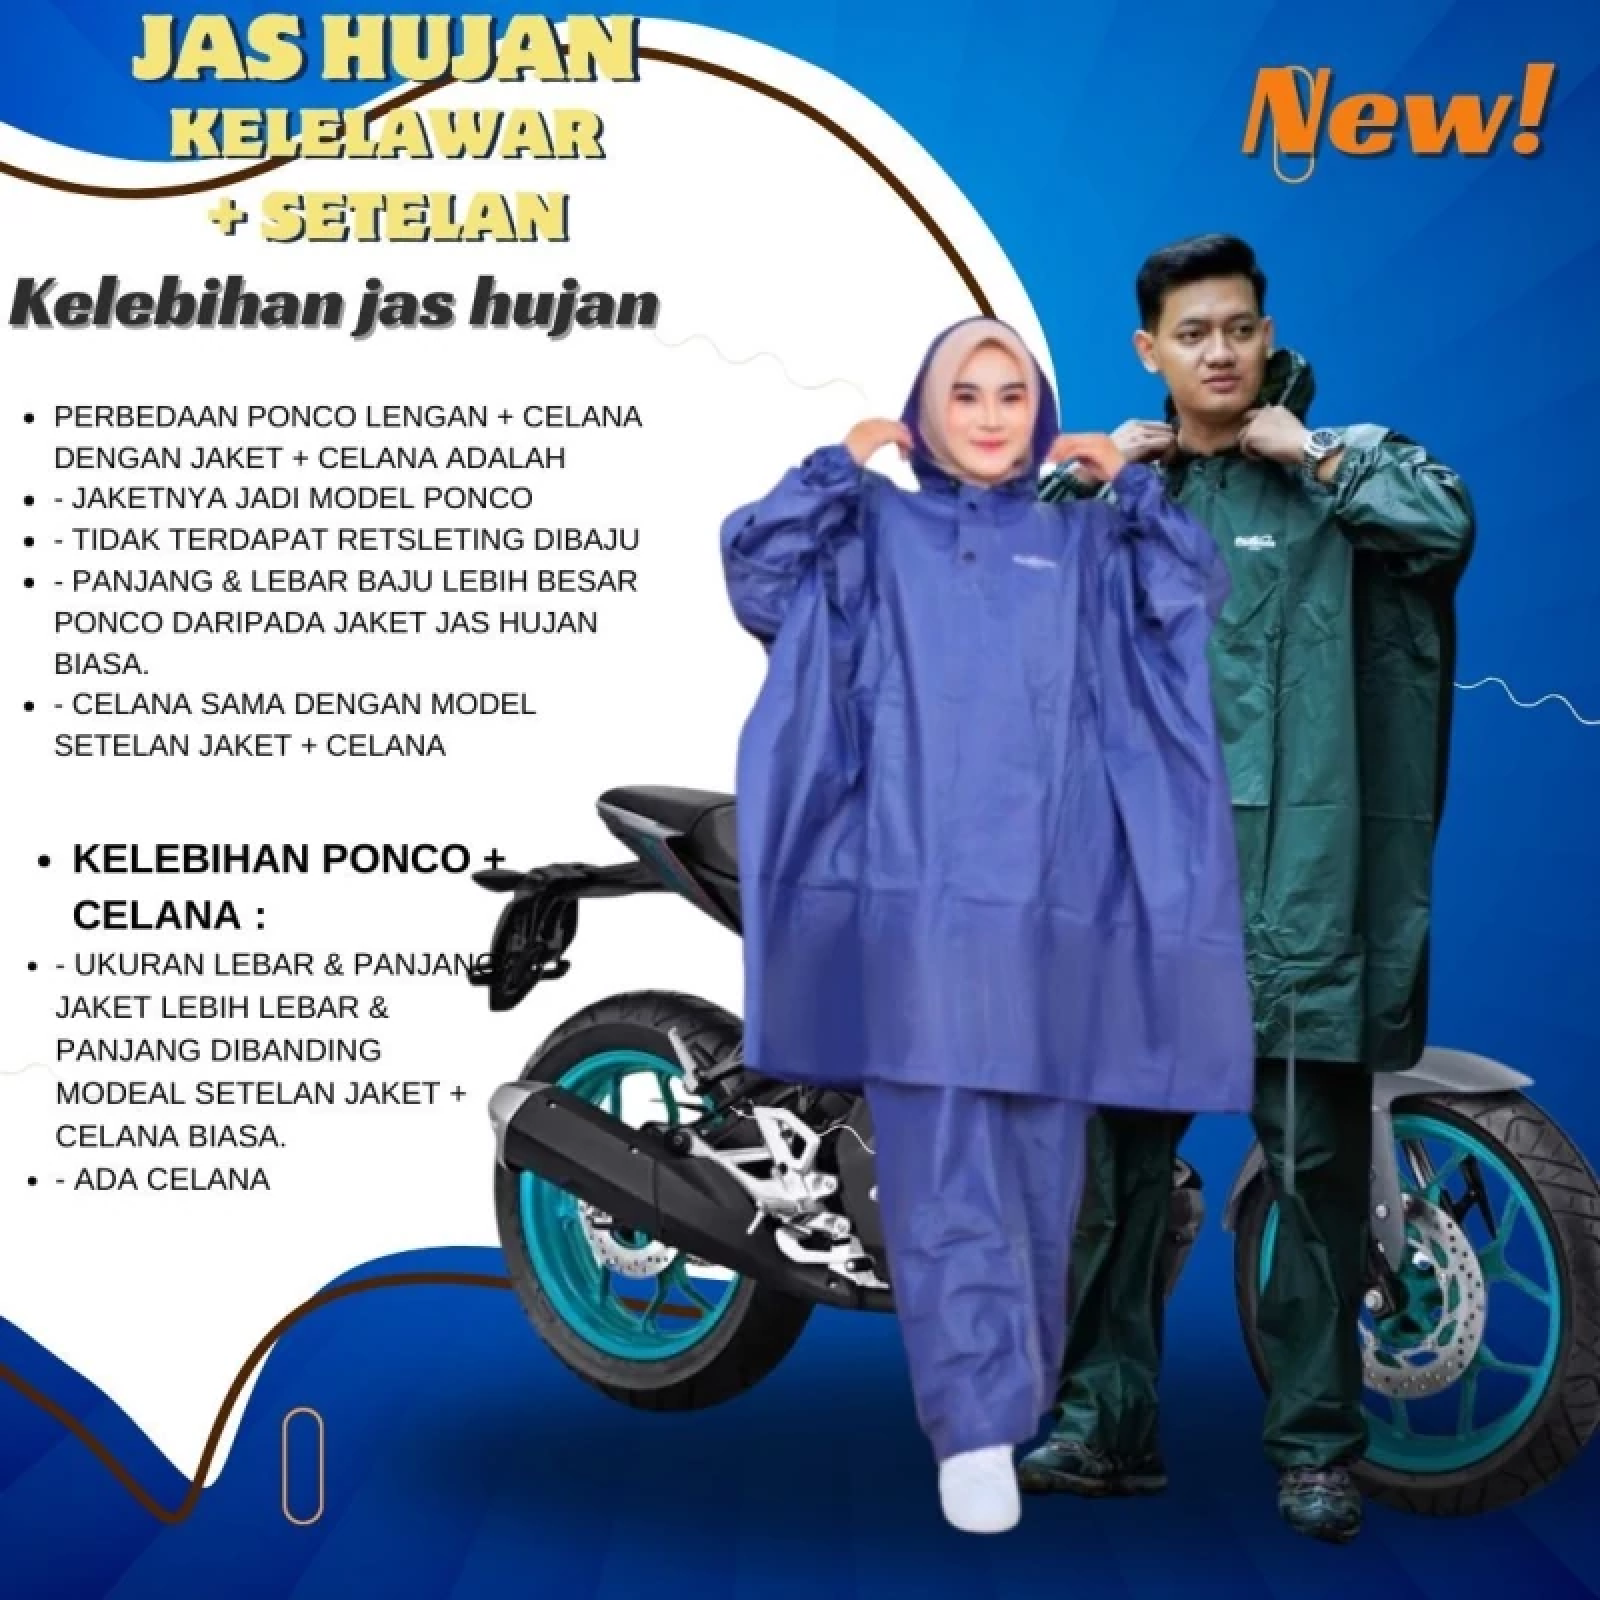 JAS HUJAN
KELELAWAR
+ SETELAN
New!
Kelebihan jas hujan
• PERBEDAAN PONCO LENGAN + CELANA
DENGAN JAKET + CELANA ADALAH
• - JAKETNYA JADI MODEL PONCO
• - TIDAK TERDAPAT RETSLETING DIBAJU
• - PANJANG & LEBAR BAJU LEBIH BESAR
PONCO DARIPADA JAKET JAS HUJAN
BIASA.
• - CELANA SAMA DENGAN MODEL
SETELAN JAKET + CELANA
• KELEBIHAN PONCO +
CELANA :
• - UKURAN LEBAR & PANJANG
JAKET LEBIH LEBAR &
PANJANG DIBANDING
MODEAL SETELAN JAKET +
CELANA BIASA.
• - ADA CELANA